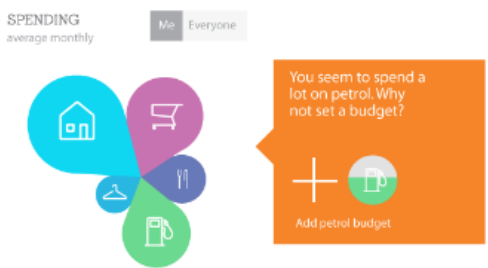 SPENDING
average monthly
Me
Everyone
You seem to spend a
lot on petrol. Why
not set a budget?
Add petrol budget